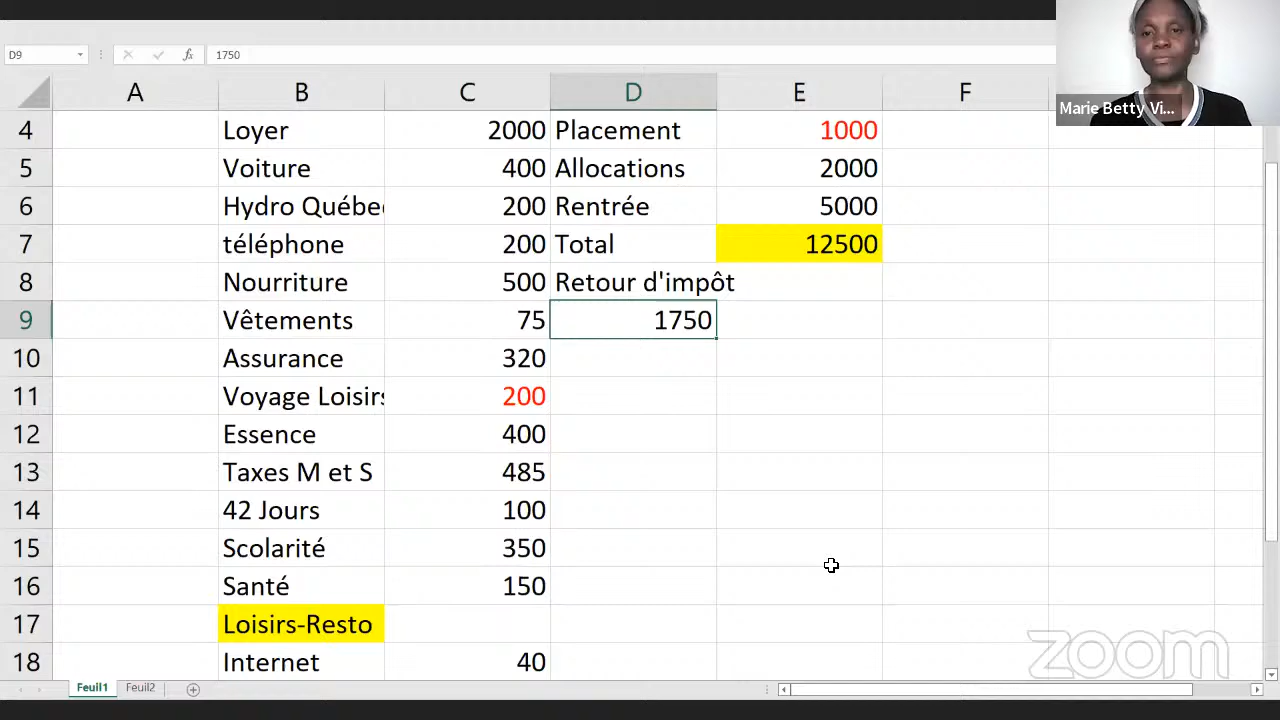 D9 fx 1750
Marie Betty Vi...
A B C D E F
4 Loyer 2000 Placement 1000
5 Voiture 400 Allocations 2000
6 Hydro Québe 200 Rentrée 5000
7 téléphone 200 Total 12500
8 Nourriture 500 Retour d'impôt
9 Vêtements 75 1750
10 Assurance 320
11 Voyage Loisirs 200
12 Essence 400
13 Taxes M et S 485
14 42 Jours 100
15 Scolarité 350
16 Santé 150
17 Loisirs-Resto
18 Internet 40
zoom
Feuil1 Feuil2